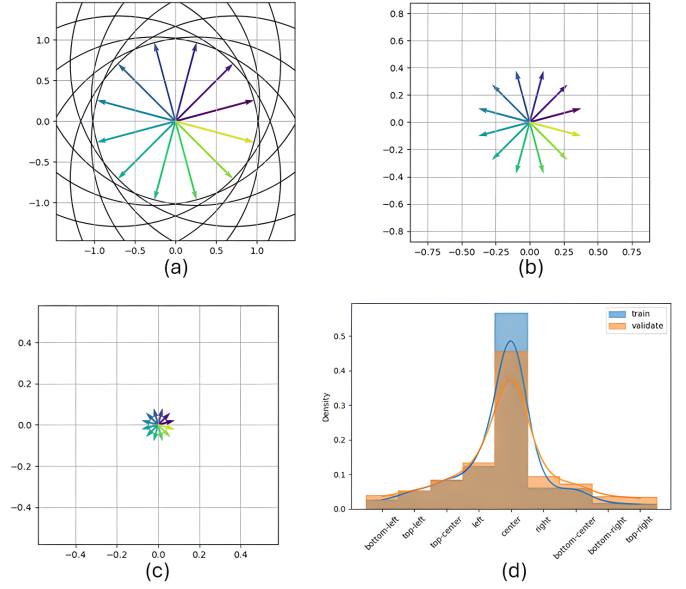 1.0
0.5
0.0
−0.5
−1.0
−1.0 −0.5 0.0 0.5 1.0
(a)
0.8
0.6
0.4
0.2
0.0
−0.2
−0.4
−0.6
−0.8
−0.75 −0.50 −0.25 0.00 0.25 0.50 0.75
(b)
0.4
0.2
0.0
−0.2
−0.4
−0.4 −0.2 0.0 0.2 0.4
(c)
train
validate
Density
0.5
0.4
0.3
0.2
0.1
0.0
bottom-left top-left top-center left center right bottom-center bottom-right top-right
(d)